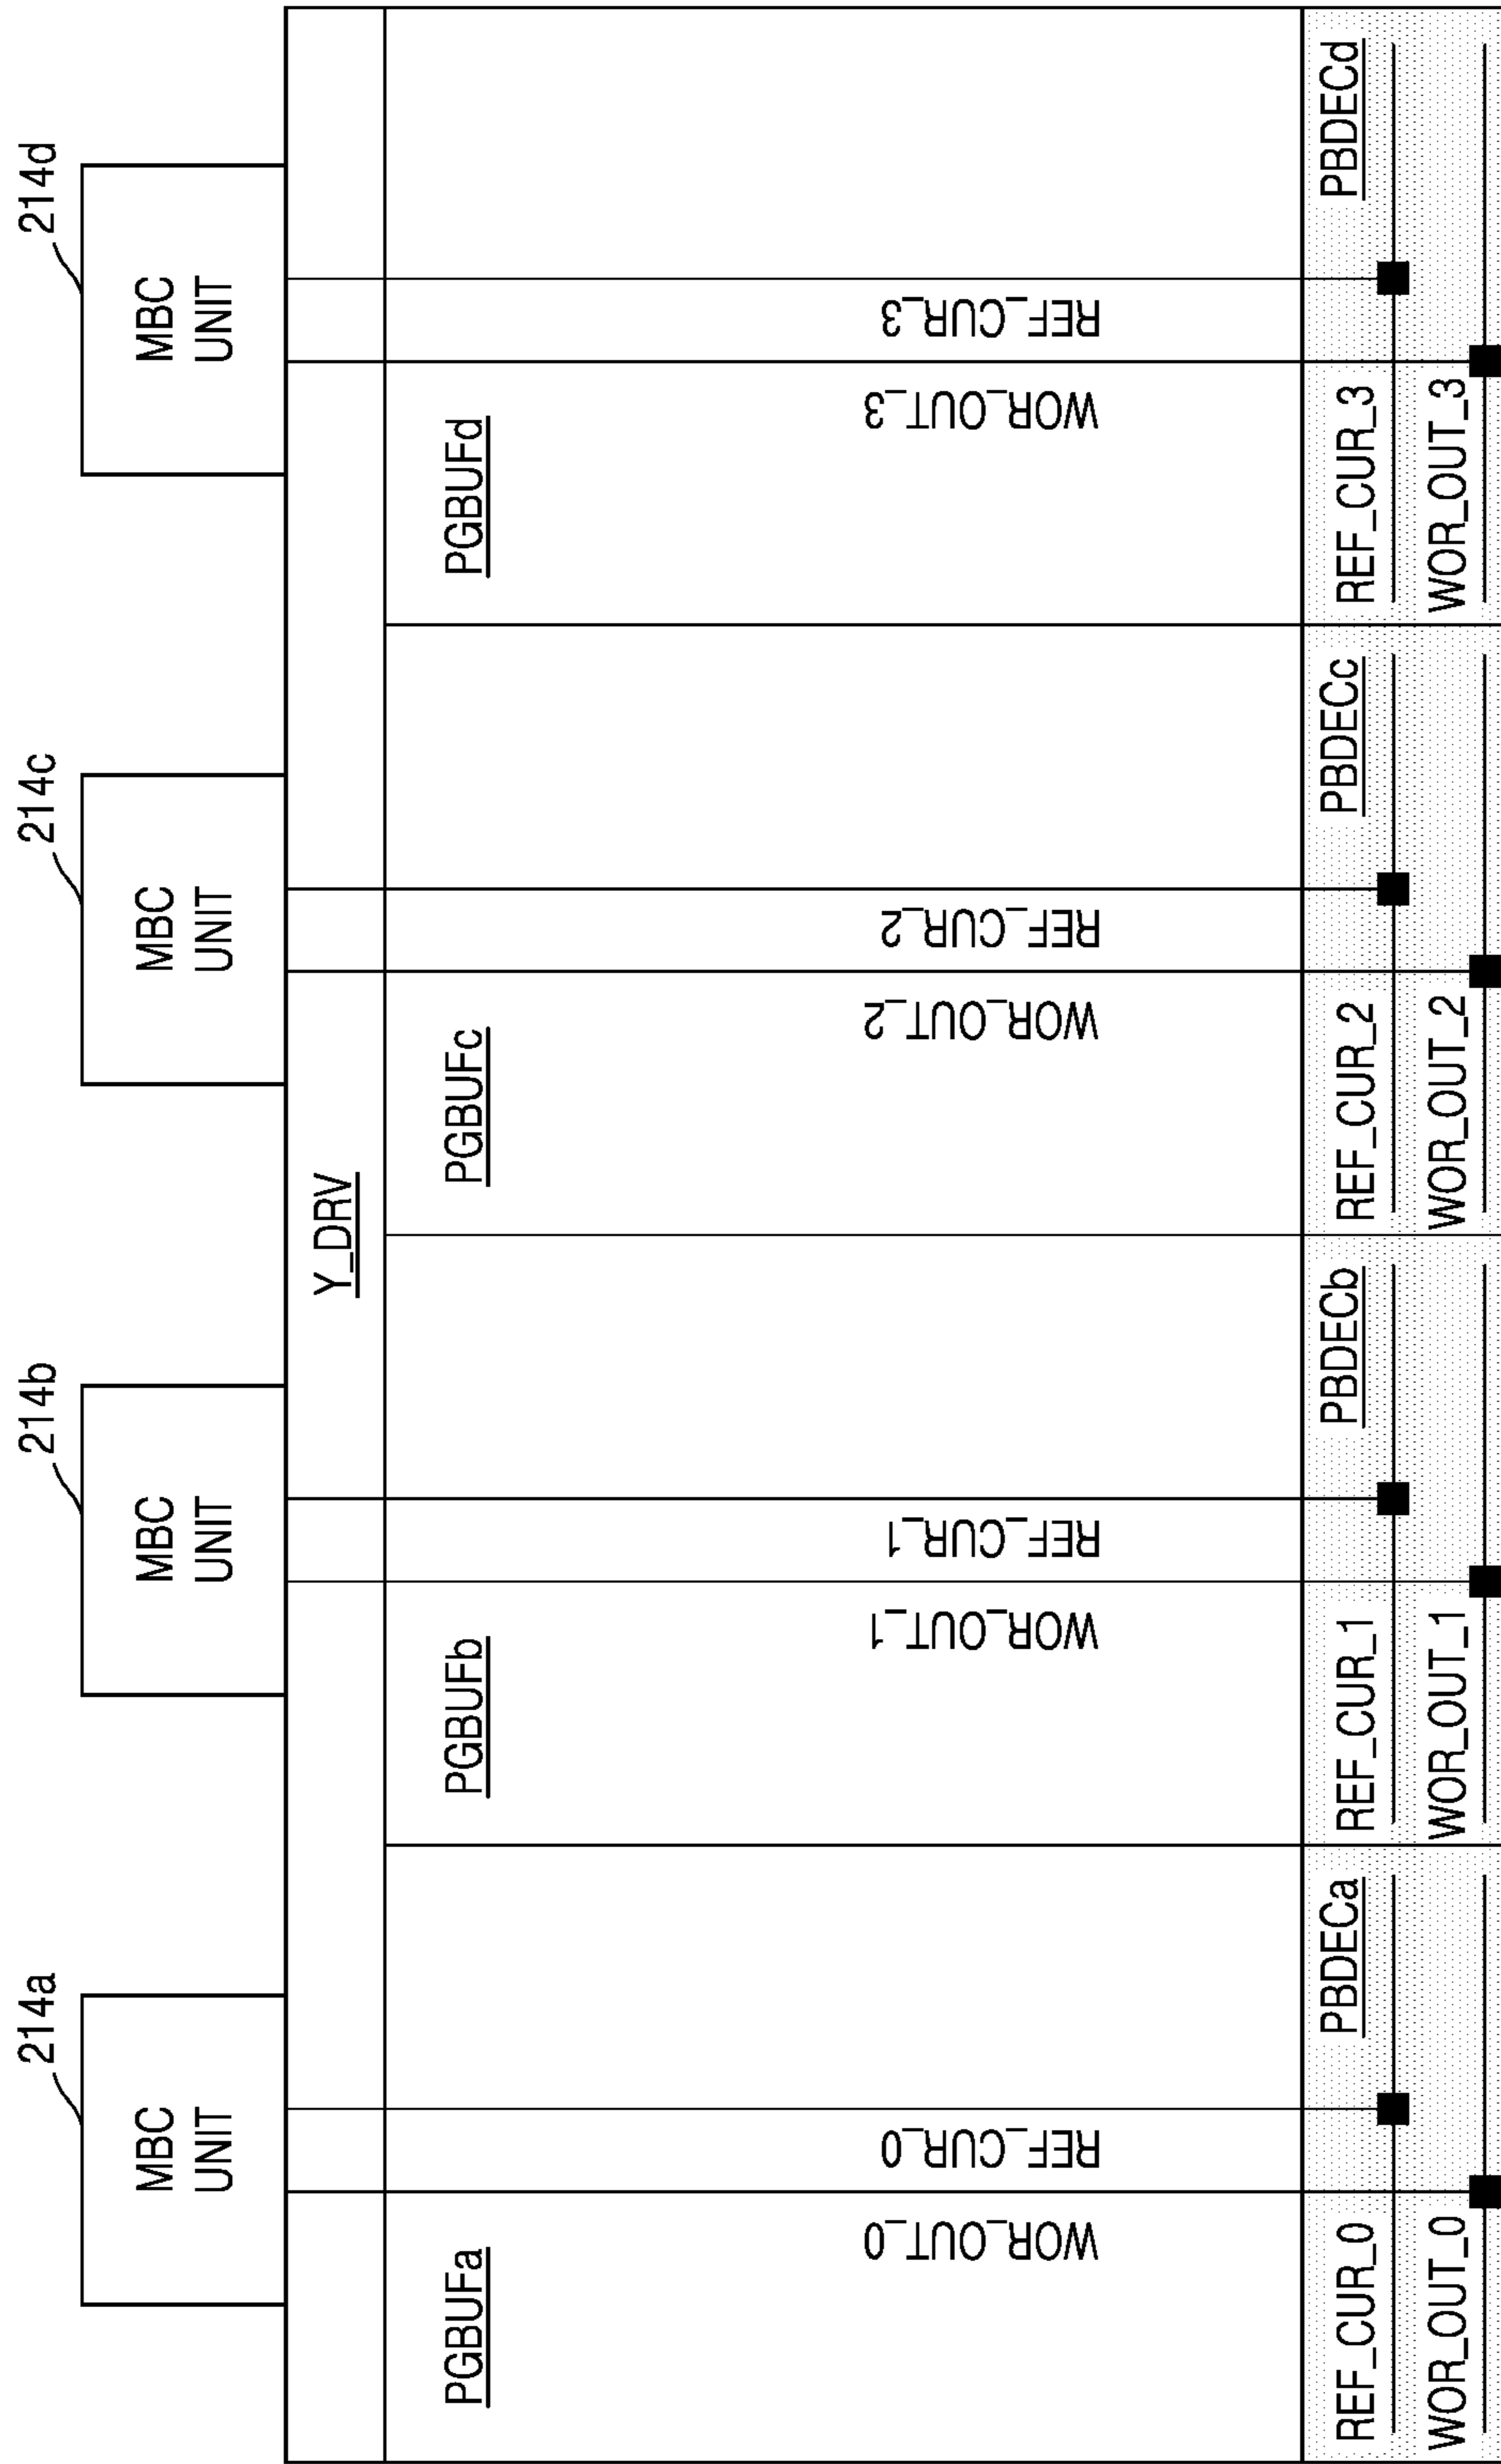 214a
214b
214c
214d
MBC
UNIT
MBC
UNIT
MBC
UNIT
MBC
UNIT
Y_DRV
PGBUFa
PGBUFb
PGBUFc
PGBUFd
WOR_OUT_0
REF_CUR_0
WOR_OUT_1
REF_CUR_1
WOR_OUT_2
REF_CUR_2
WOR_OUT_3
REF_CUR_3
PBDECa
PBDECb
PBDECc
PBDECd
REF_CUR_0
REF_CUR_1
REF_CUR_2
REF_CUR_3
WOR_OUT_0
WOR_OUT_1
WOR_OUT_2
WOR_OUT_3